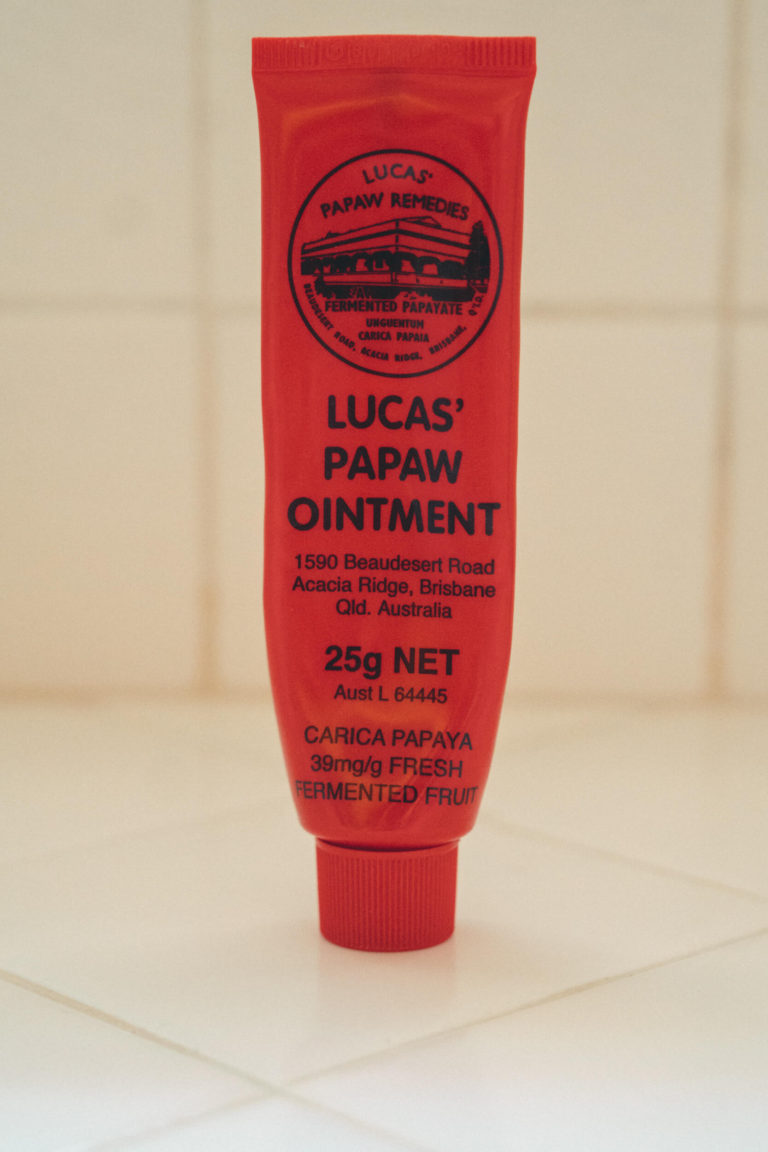 LUCAS'
PAPAW REMEDIES
FERMENTED PAPAYATE
UNGUENTUM
CARICA PAPAIA
BEAUDESERT ROAD, ACACIA RIDGE, BRISBANE, Q'LD.
LUCAS'
PAPAW
OINTMENT
1590 Beaudesert Road
Acacia Ridge, Brisbane
Qld. Australia
25g NET
Aust L 64445
CARICA PAPAYA
39mg/g FRESH
FERMENTED FRUIT